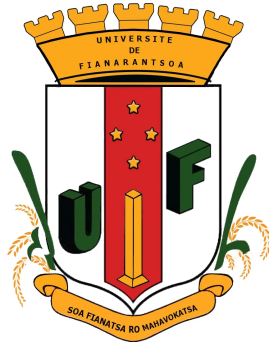 UNIVERSITE
DE
FIANARANTSOA
U F
SOA FIANATSA RO MAHAVOKATSA